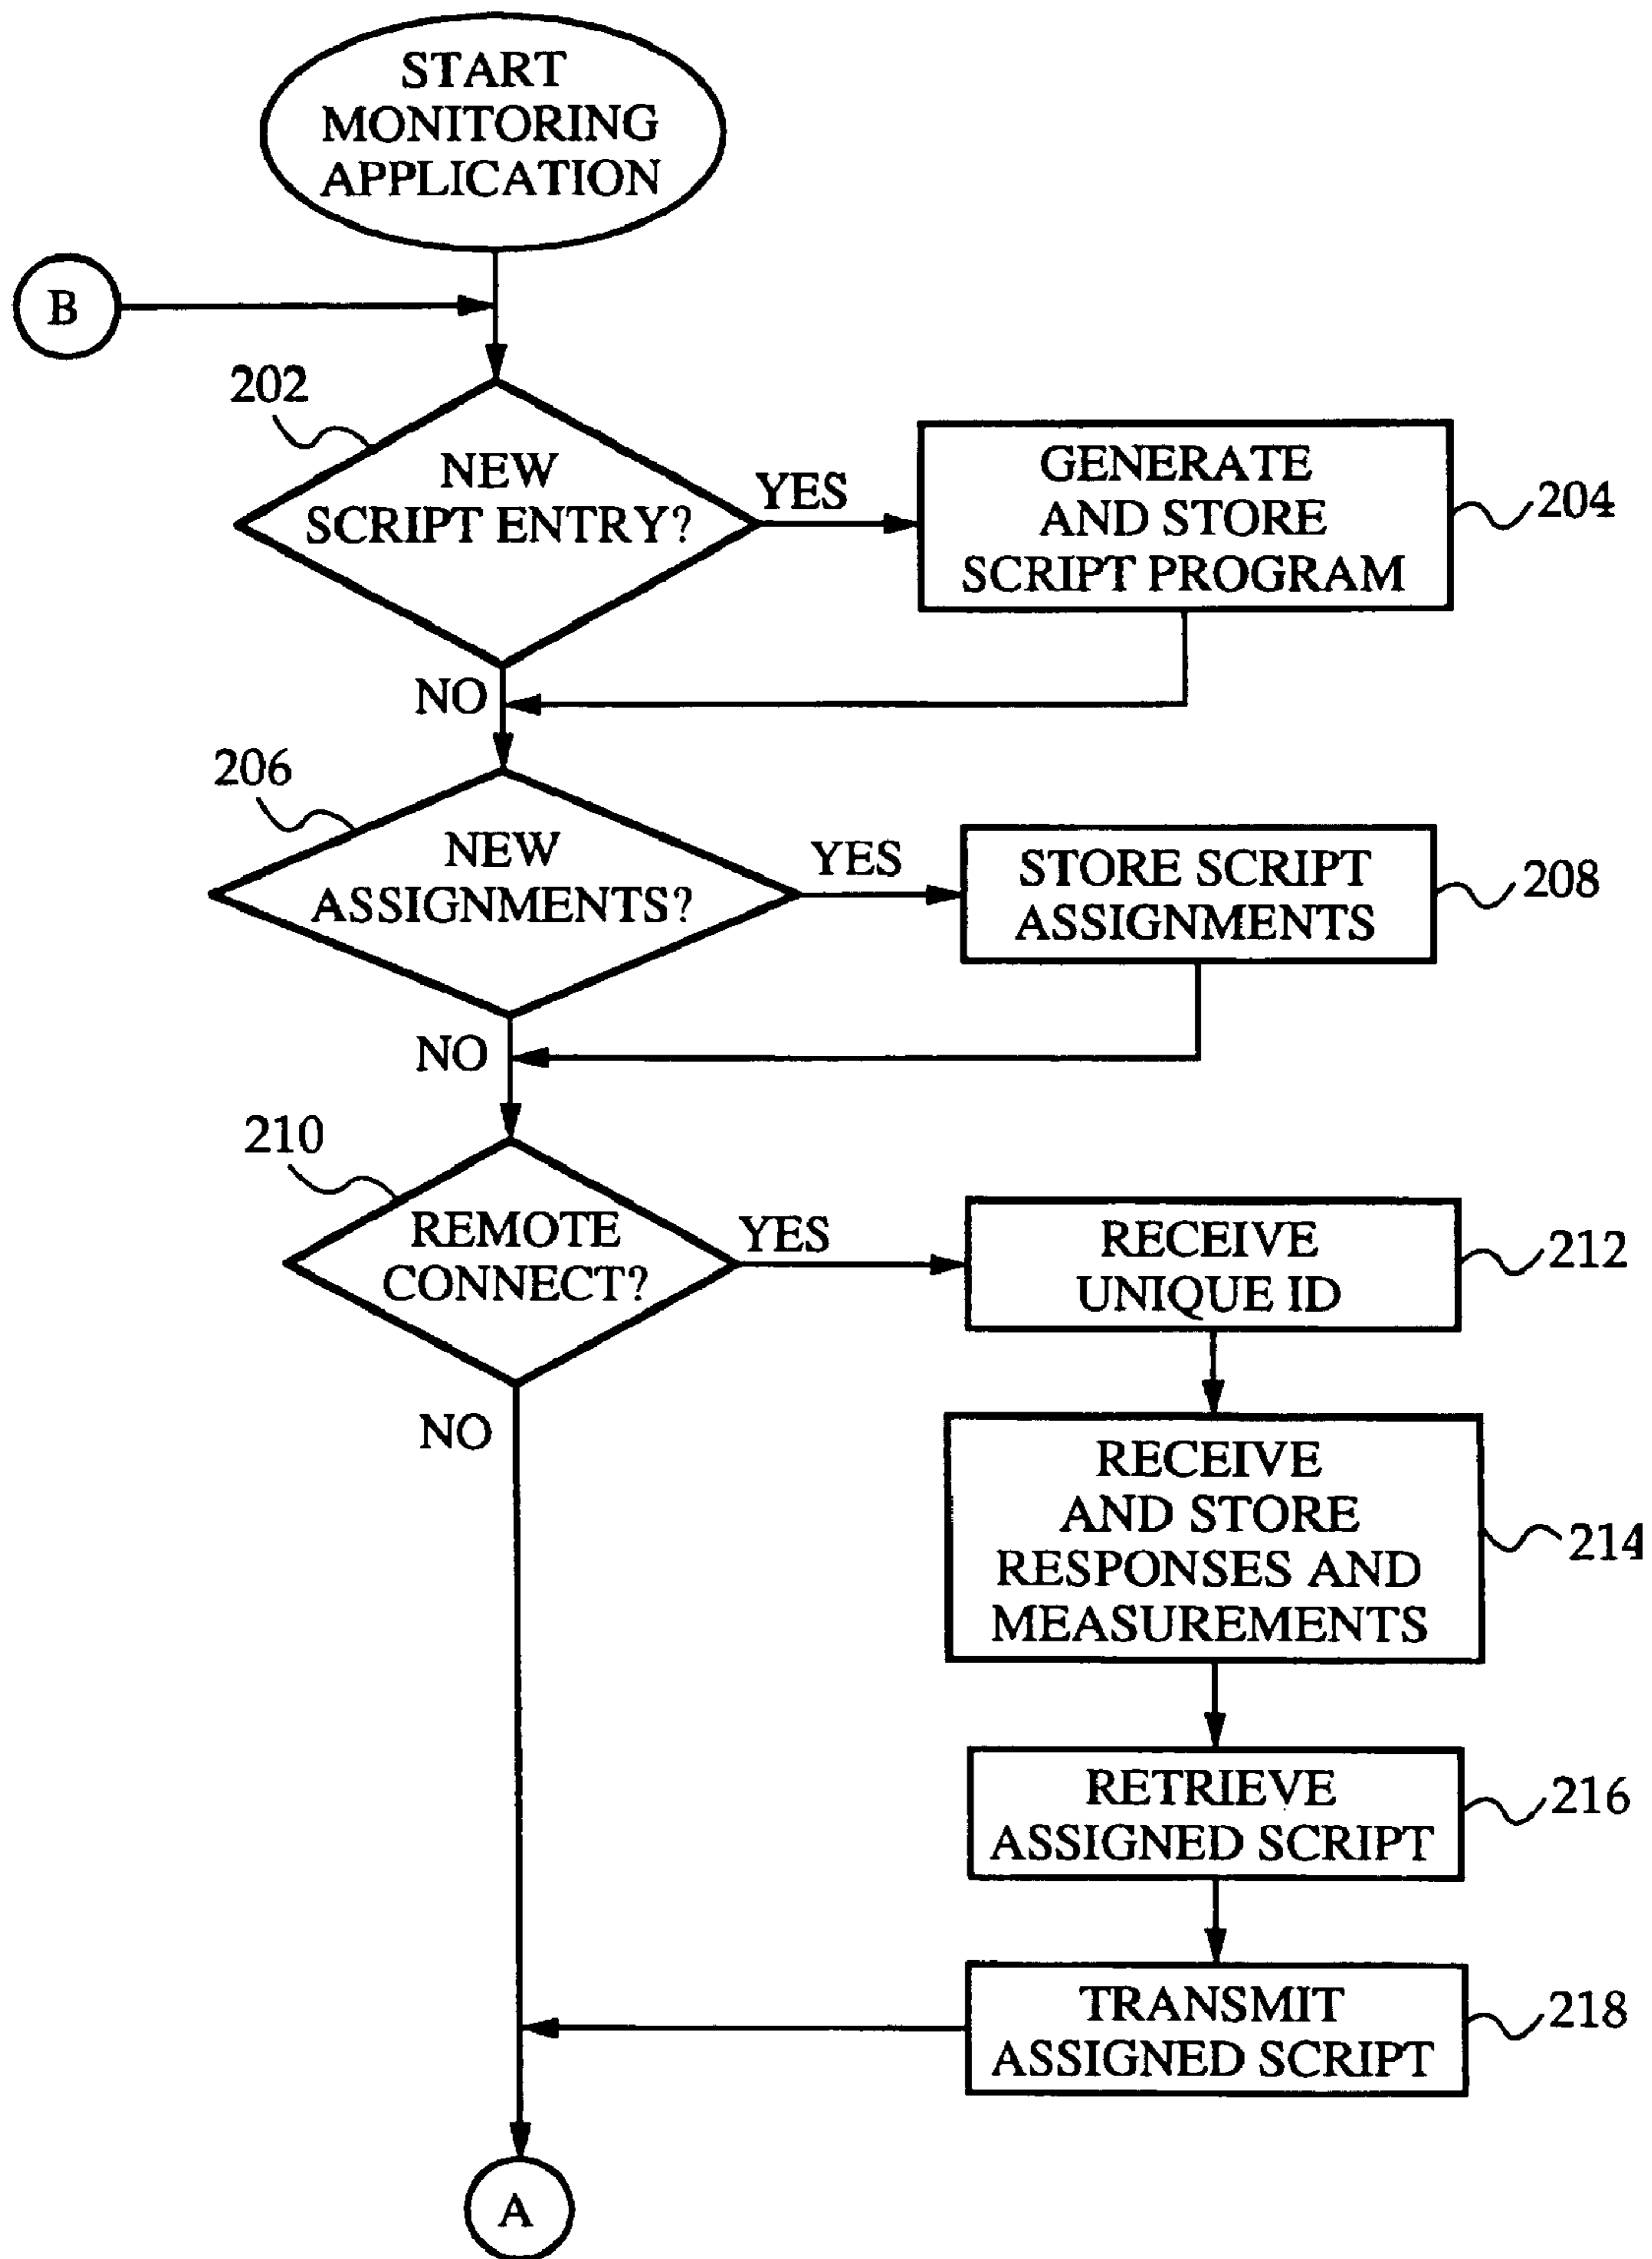 START
MONITORING
APPLICATION
B
202
NEW
SCRIPT ENTRY?
YES
GENERATE
AND STORE
SCRIPT PROGRAM
204
NO
206
NEW
ASSIGNMENTS?
YES
STORE SCRIPT
ASSIGNMENTS
208
NO
210
REMOTE
CONNECT?
YES
RECEIVE
UNIQUE ID
212
NO
RECEIVE
AND STORE
RESPONSES AND
MEASUREMENTS
214
RETRIEVE
ASSIGNED SCRIPT
216
TRANSMIT
ASSIGNED SCRIPT
218
A